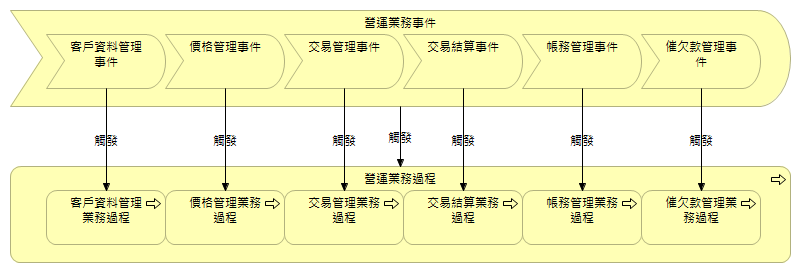 營運業務事件
客戶資料管理
事件
價格管理事件
交易管理事件
交易結算事件
帳務管理事件
催欠款管理事
件
觸發
觸發
觸發
觸發
觸發
觸發
觸發
營運業務過程
客戶資料管理
業務過程
價格管理業務
過程
交易管理業務
過程
交易結算業務
過程
帳務管理業務
過程
催欠款管理業
務過程